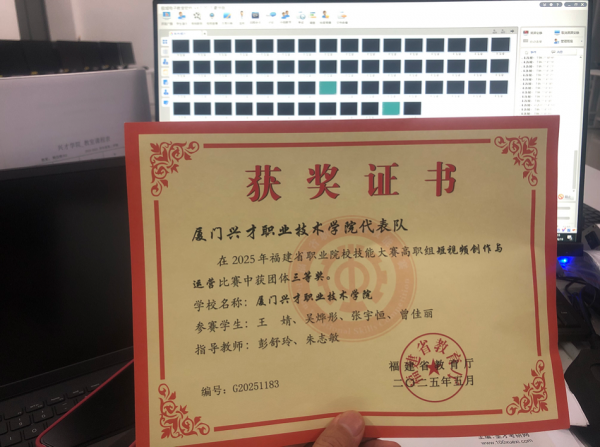 获奖证书
厦门兴才职业技术学院代表队
在2025年福建省职业院校技能大赛高职组短视频创作与
运营比赛中获团体三等奖。
学校名称：厦门兴才职业技术学院
参赛学生：王婧、吴烨彤、张宇恒、曾佳丽
指导教师：彭舒玲、朱志敏
福建省教育厅
二〇二五年五月
编号：G20251183